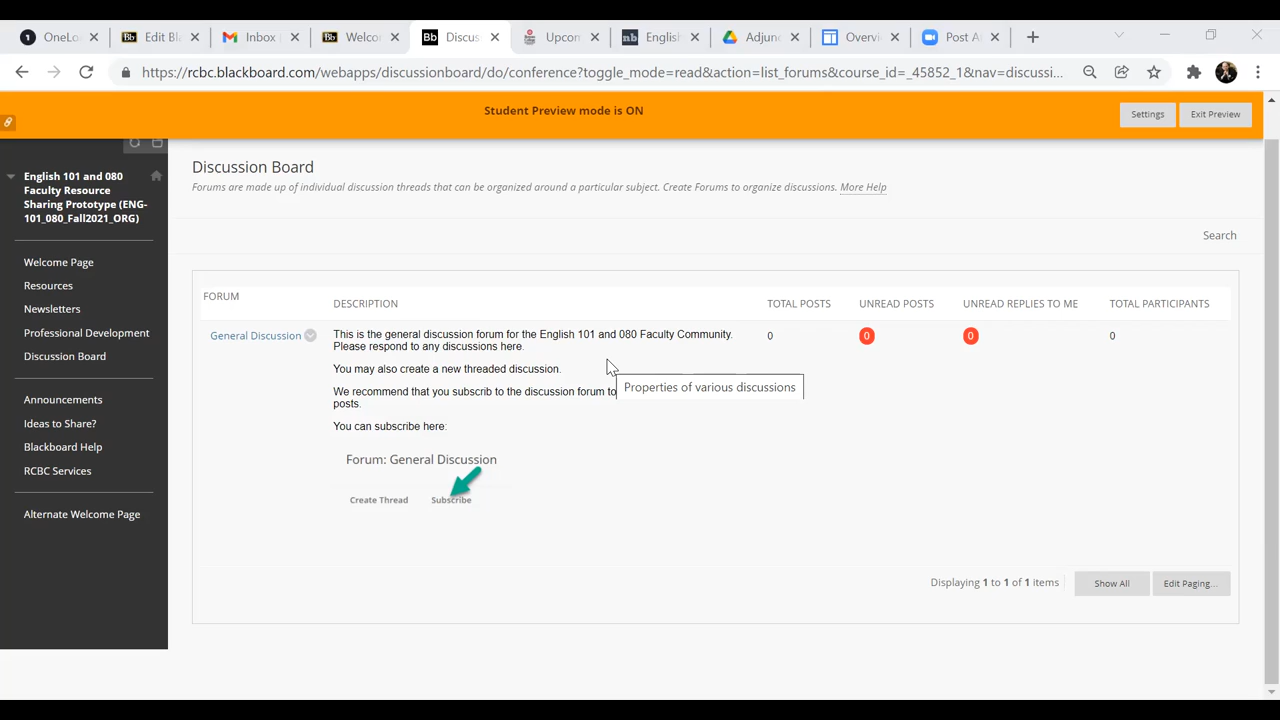 OneLo
Edit Bl
Inbox
Welco
Discus
Upcon
English
Adjun
Overvi
Post A
https://rcbc.blackboard.com/webapps/discussionboard/do/conference?toggle_mode=read&action=list_forums&course_id=_45852_1&nav=discussi...
Student Preview mode is ON
Settings
Exit Preview
English 101 and 080
Faculty Resource
Sharing Prototype (ENG-
101_080_Fall2021_ORG)
Welcome Page
Resources
Newsletters
Professional Development
Discussion Board
Announcements
Ideas to Share?
Blackboard Help
RCBC Services
Alternate Welcome Page
Discussion Board
Forums are made up of individual discussion threads that can be organized around a particular subject. Create Forums to organize discussions. More Help
Search
FORUM DESCRIPTION TOTAL POSTS UNREAD POSTS UNREAD REPLIES TO ME TOTAL PARTICIPANTS
General Discussion
This is the general discussion forum for the English 101 and 080 Faculty Community.
Please respond to any discussions here.
You may also create a new threaded discussion.
We recommend that you subscrib to the discussion forum to
posts.
You can subscribe here:
Forum: General Discussion
Create Thread Subscribe
0 0 0 0
Properties of various discussions
Displaying 1 to 1 of 1 items
Show All
Edit Paging...